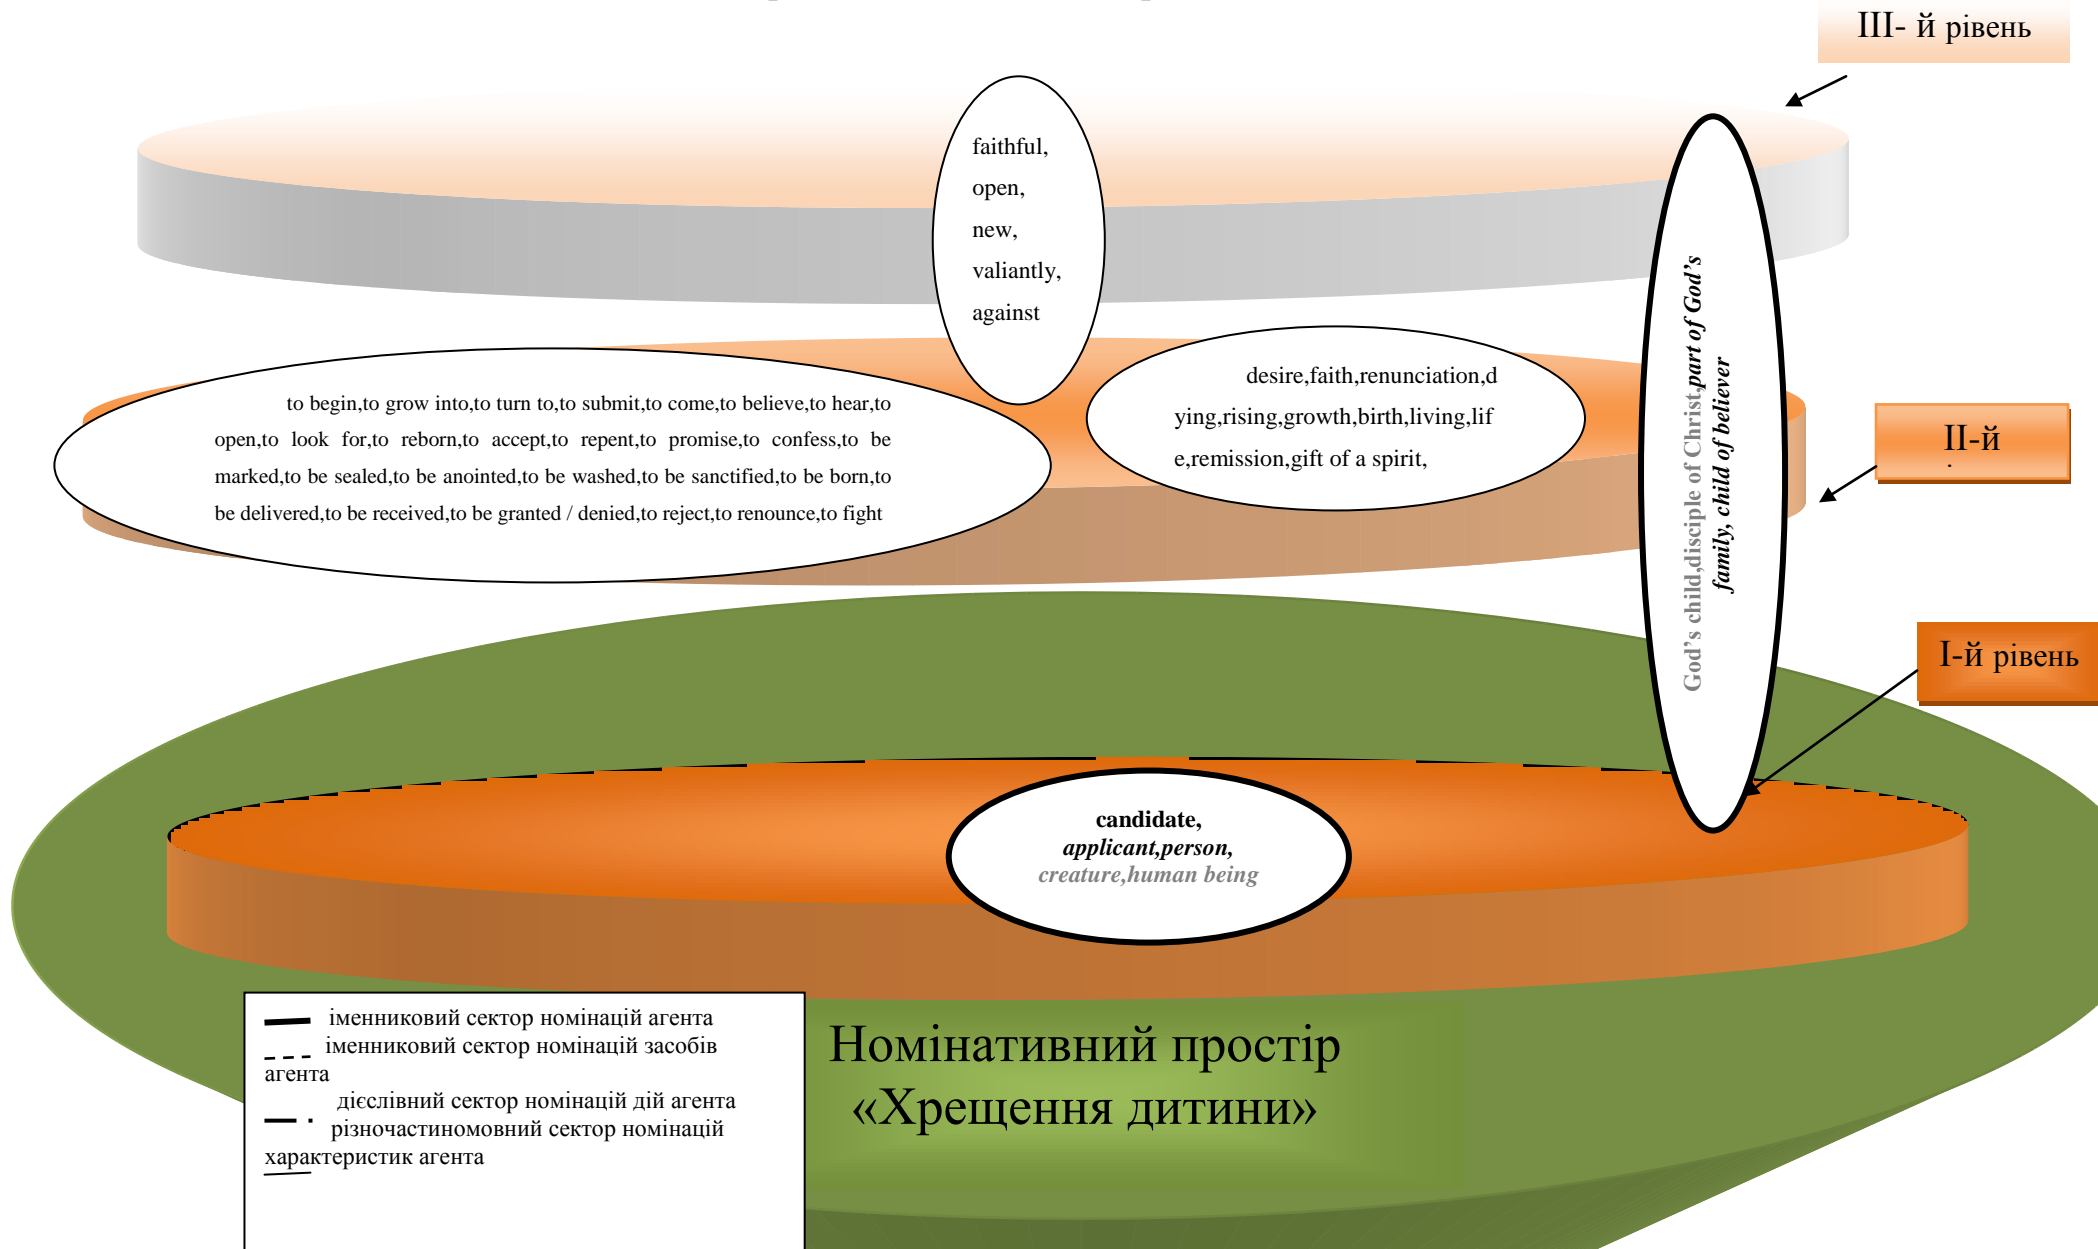 III- й рівень
faithful,
open,
new,
valiantly,
against
to begin,to grow into,to turn to,to submit,to come,to believe,to hear,to
open,to look for,to reborn,to accept,to repent,to promise,to confess,to be
marked,to be sealed,to be anointed,to be washed,to be sanctified,to be born,to
be delivered,to be received,to be granted / denied,to reject,to renounce,to fight
desire,faith,renunciation,d
ying,rising,growth,birth,living,lif
e,remission,gift of a spirit,
God’s child,disciple of Christ,part of God’s
family, child of believer
II-й
I-й рівень
candidate,
applicant,person,
creature,human being
іменниковий сектор номінацій агента
іменниковий сектор номінацій засобів
агента
дієслівний сектор номінацій дій агента
різночастиномовний сектор номінацій
характеристик агента
Номінативний простір
«Хрещення дитини»